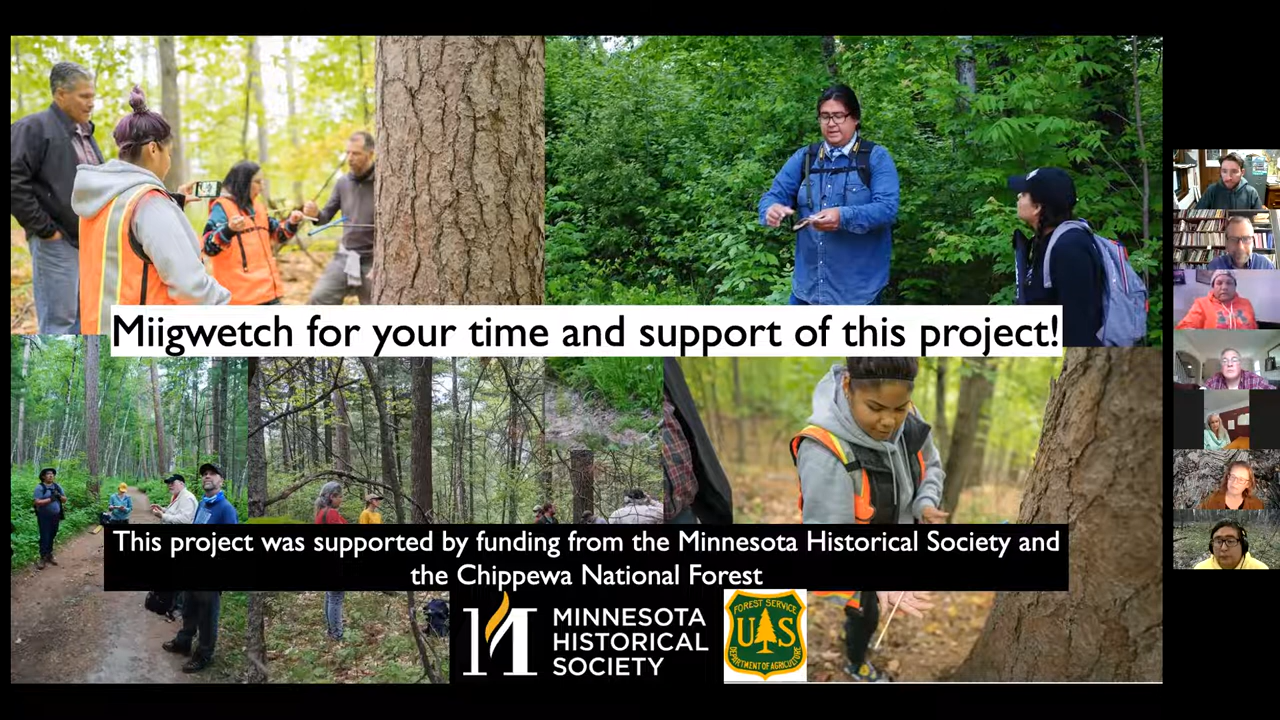 Miigwetch for your time and support of this project!
This project was supported by funding from the Minnesota Historical Society and
the Chippewa National Forest
MINNESOTA
HISTORICAL
SOCIETY
FOREST SERVICE
U S
DEPARTMENT OF AGRICULTURE